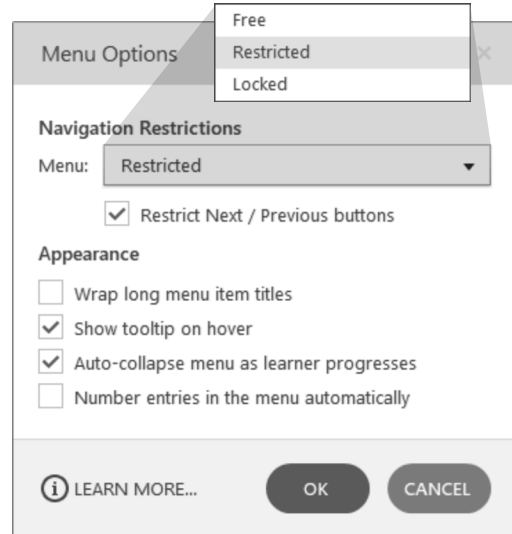 Free
Restricted
Locked
Menu Options
Navigation Restrictions
Menu: Restricted
Restrict Next / Previous buttons
Appearance
Wrap long menu item titles
Show tooltip on hover
Auto-collapse menu as learner progresses
Number entries in the menu automatically
LEARN MORE... OK CANCEL